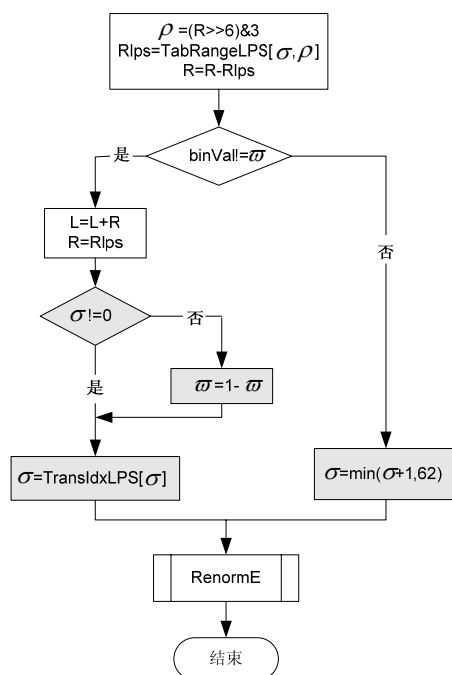 ρ=(R>>6)&3
Rlps=TabRangeLPS[σ,ρ]
R=R-Rlps
binVal!=ϖ
是
否
L=L+R
R=Rlps
σ!=0
否
是
ϖ=1-ϖ
σ=TransIdxLPS[σ]
σ=min(σ+1,62)
RenormE
结束